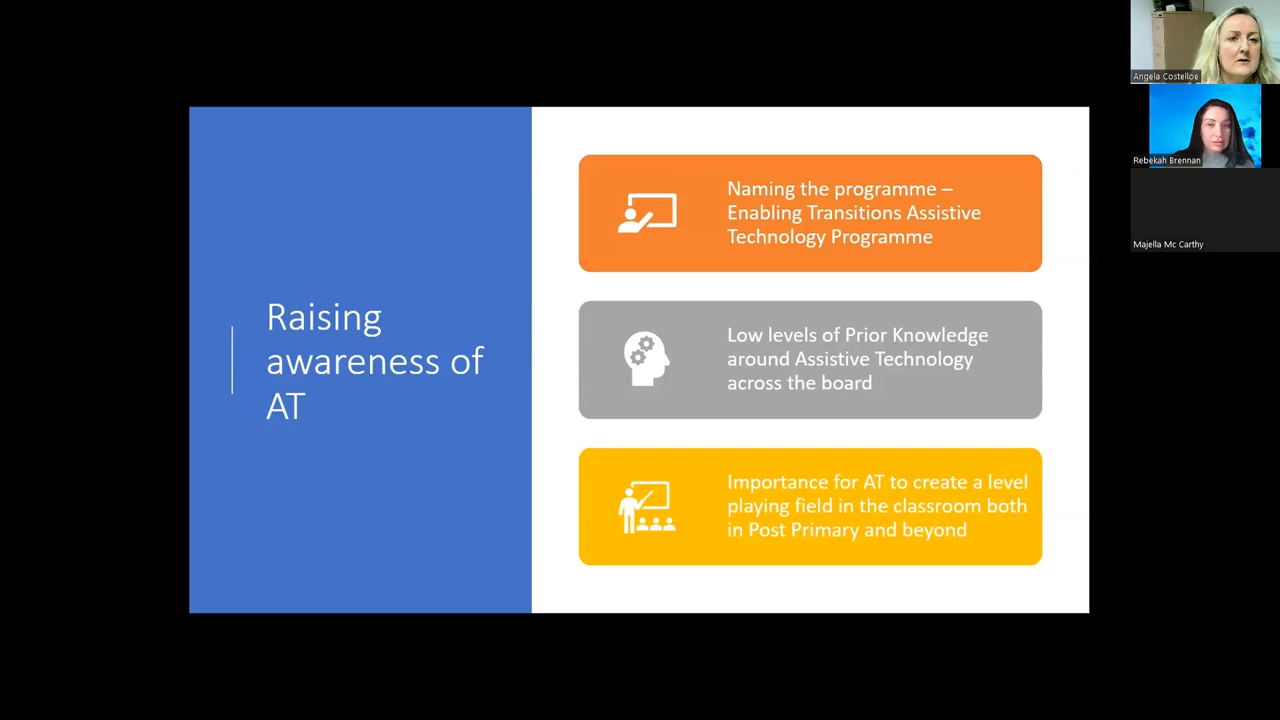 Raising
awareness of
AT
Naming the programme –
Enabling Transitions Assistive
Technology Programme
Low levels of Prior Knowledge
around Assistive Technology
across the board
Importance for AT to create a level
playing field in the classroom both
in Post Primary and beyond
Angela Costelloe
Rebekah Brennan
Majella Mc Carthy